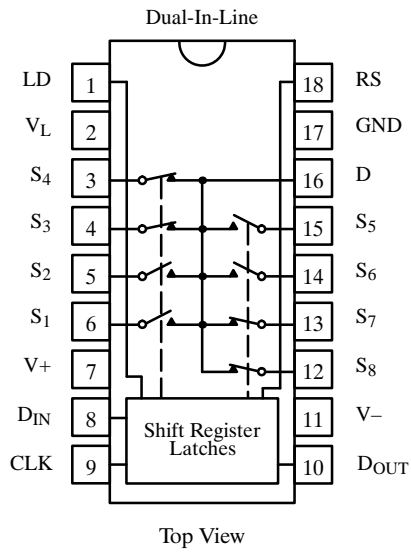 Dual-In-Line
LD 1 18 RS
VL 2 17 GND
S4 3 16 D
S3 4 15 S5
S2 5 14 S6
S1 6 13 S7
V+ 7 12 S8
DIN 8 11 V–
CLK 9 10 DOUT
Shift Register
Latches
Top View